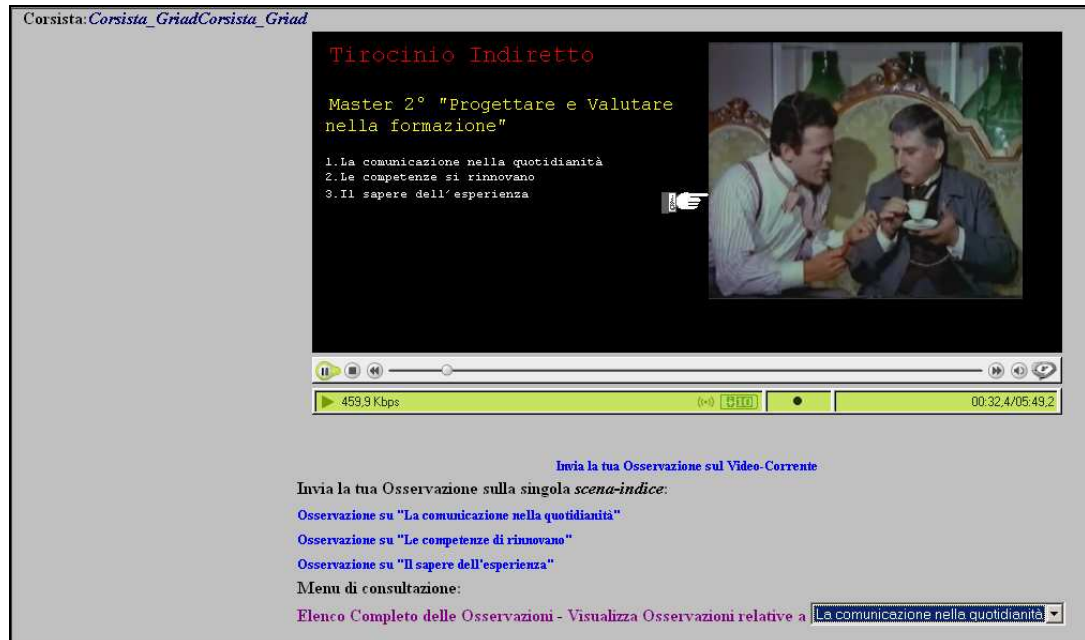 Corsista:Corsista_GriadCorsista_Griad
Tirocinio Indiretto
Master 2° "Progettare e Valutare
nella formazione"
1.La comunicazione nella quotidianità
2.Le competenze si rinnovano
3.Il sapere dell'esperienza
459,9 Kbps
00:32,4/05:49,2
Invia la tua Osservazione sul Video-Corrente
Invia la tua Osservazione sulla singola scena-indice:
Osservazione su "La comunicazione nella quotidianità"
Osservazione su "Le competenze di rinnovano"
Osservazione su "Il sapere dell'esperienza"
Menu di consultazione:
Elenco Completo delle Osservazioni - Visualizza Osservazioni relative a La comunicazione nella quotidianità